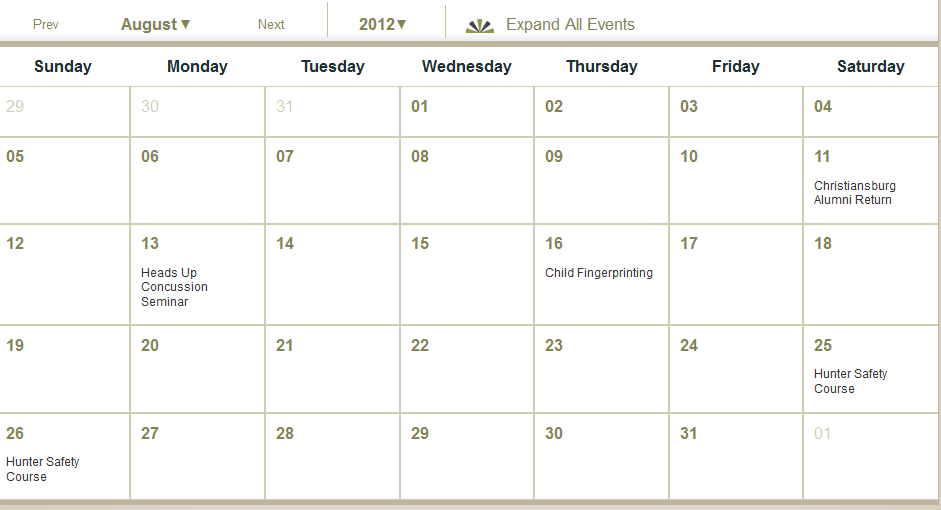 Prev August ▼ Next 2012▼ Expand All Events
Sunday Monday Tuesday Wednesday Thursday Friday Saturday
29 30 31 01 02 03 04
05 06 07 08 09 10 11
Christiansburg
Alumni Return
12 13 14 15 16 17 18
Heads Up
Concussion
Seminar
Child Fingerprinting
19 20 21 22 23 24 25
Hunter Safety
Course
26 27 28 29 30 31 01
Hunter Safety
Course